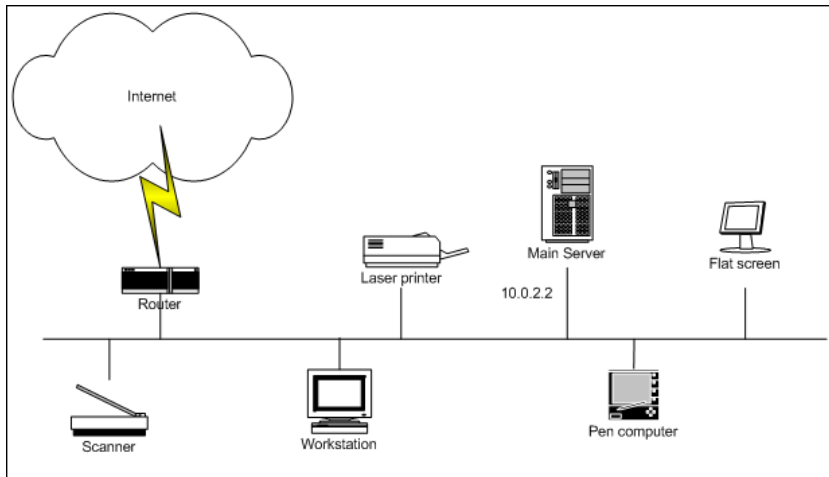 Internet
Main Server
Flat screen
Laser printer
10.0.2.2
Router
Scanner
Workstation
Pen computer